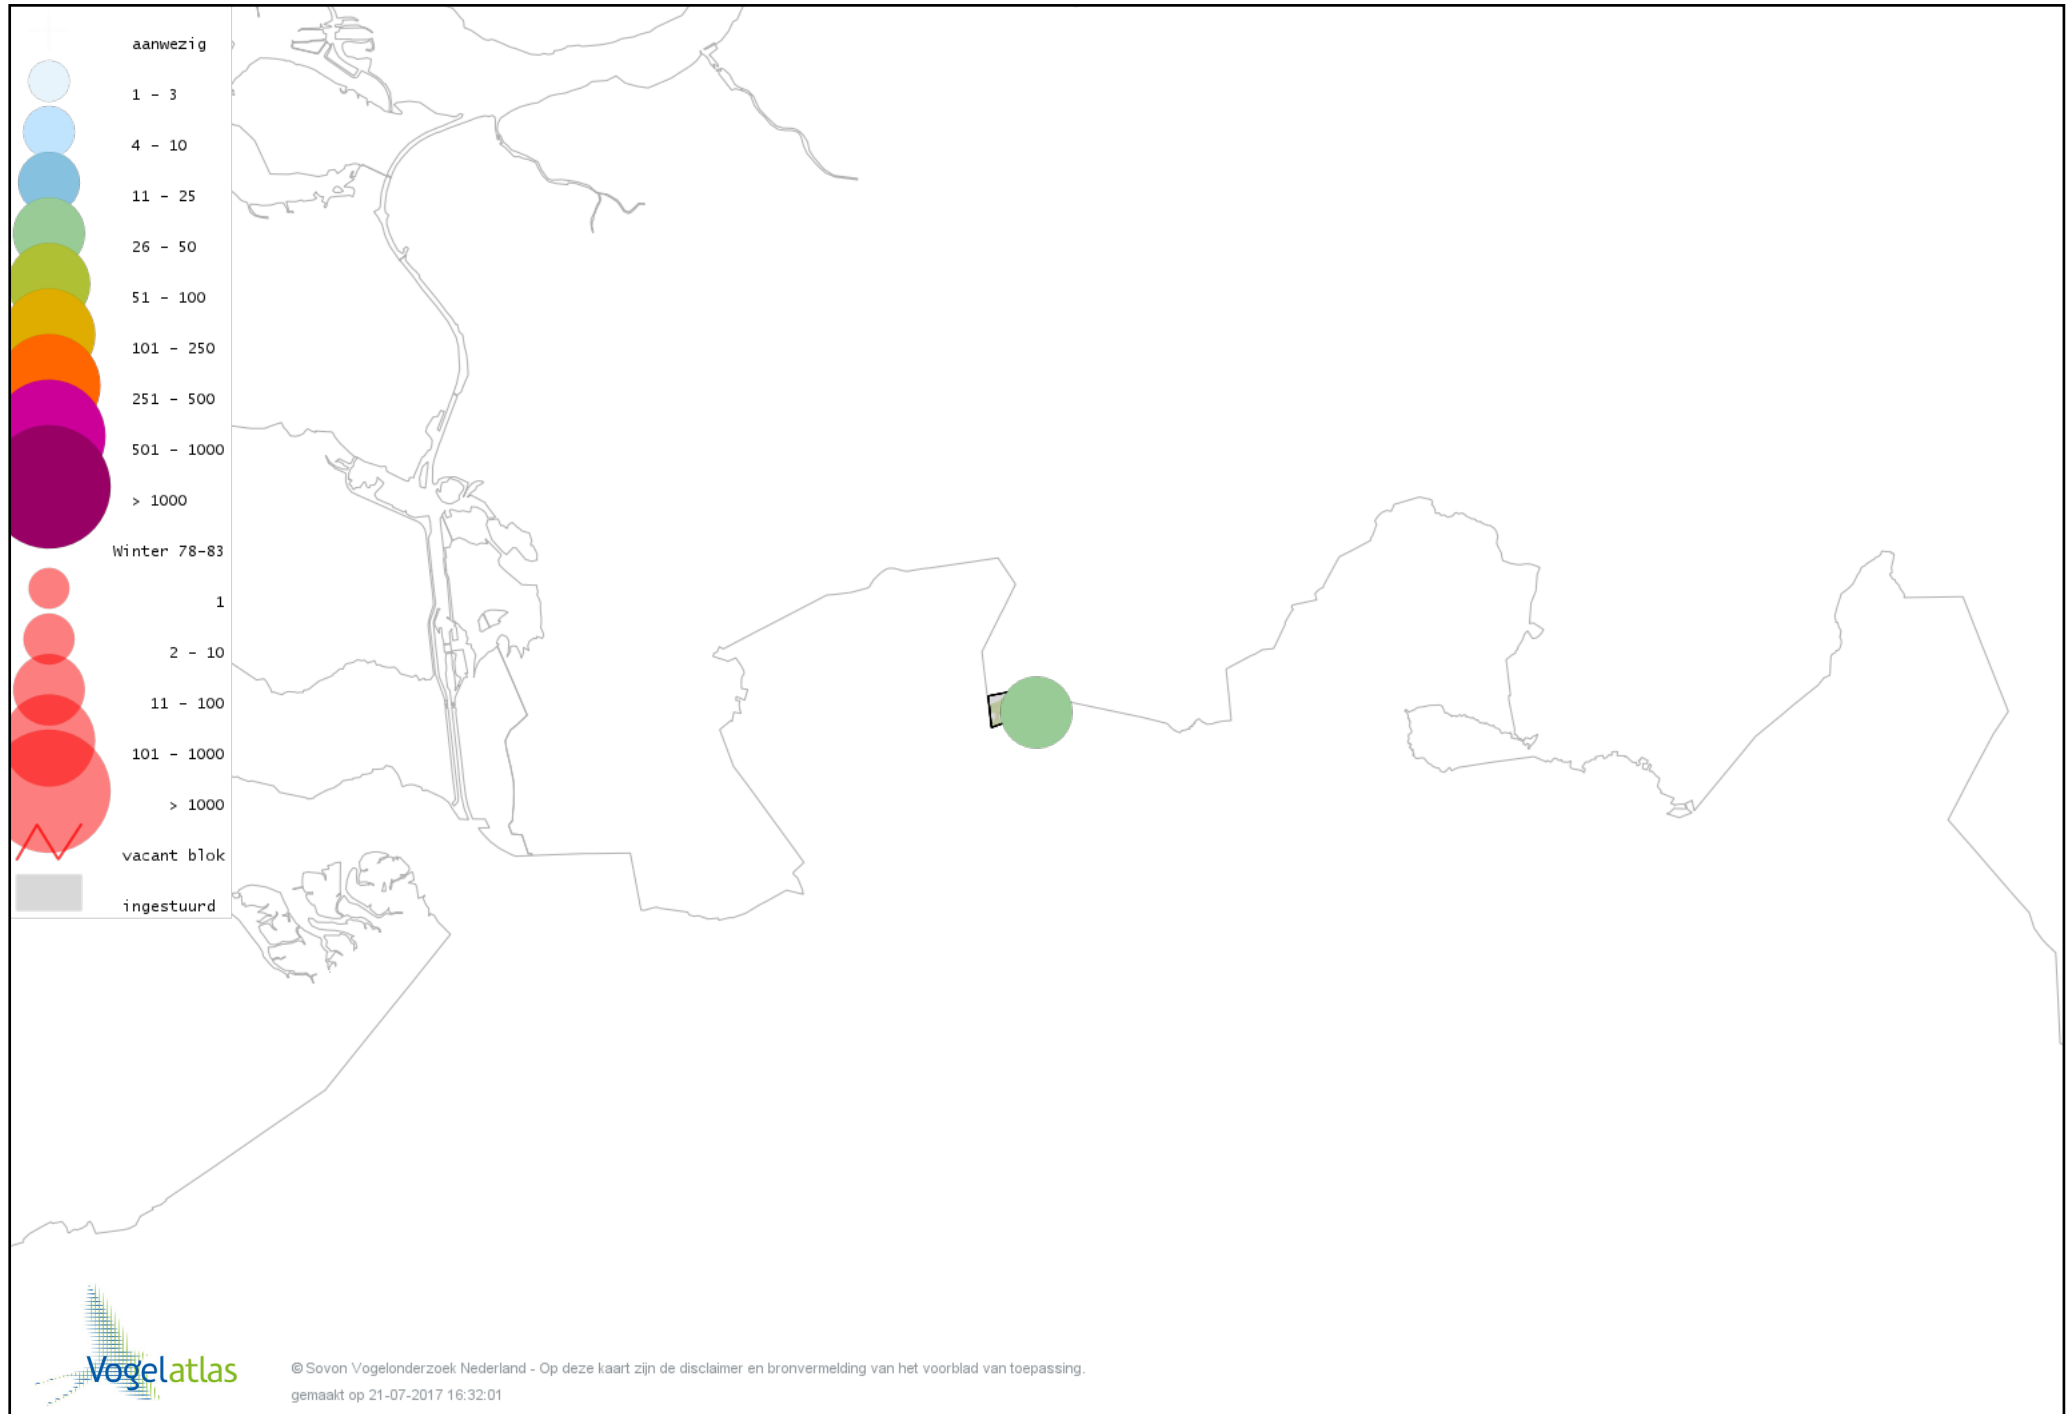 aanwezig
1 - 3
4 - 10
11 - 25
26 - 50
51 - 100
101 - 250
251 - 500
501 - 1000
> 1000
Winter 78-83
1
2 - 10
11 - 100
101 - 1000
> 1000
vacant blok
ingestuurd
Vogelatlas
© Sovon Vogelonderzoek Nederland - Op deze kaart zijn de disclaimer en bronvermelding van het voorblad van toepassing.
gemaakt op 21-07-2017 16:32:01